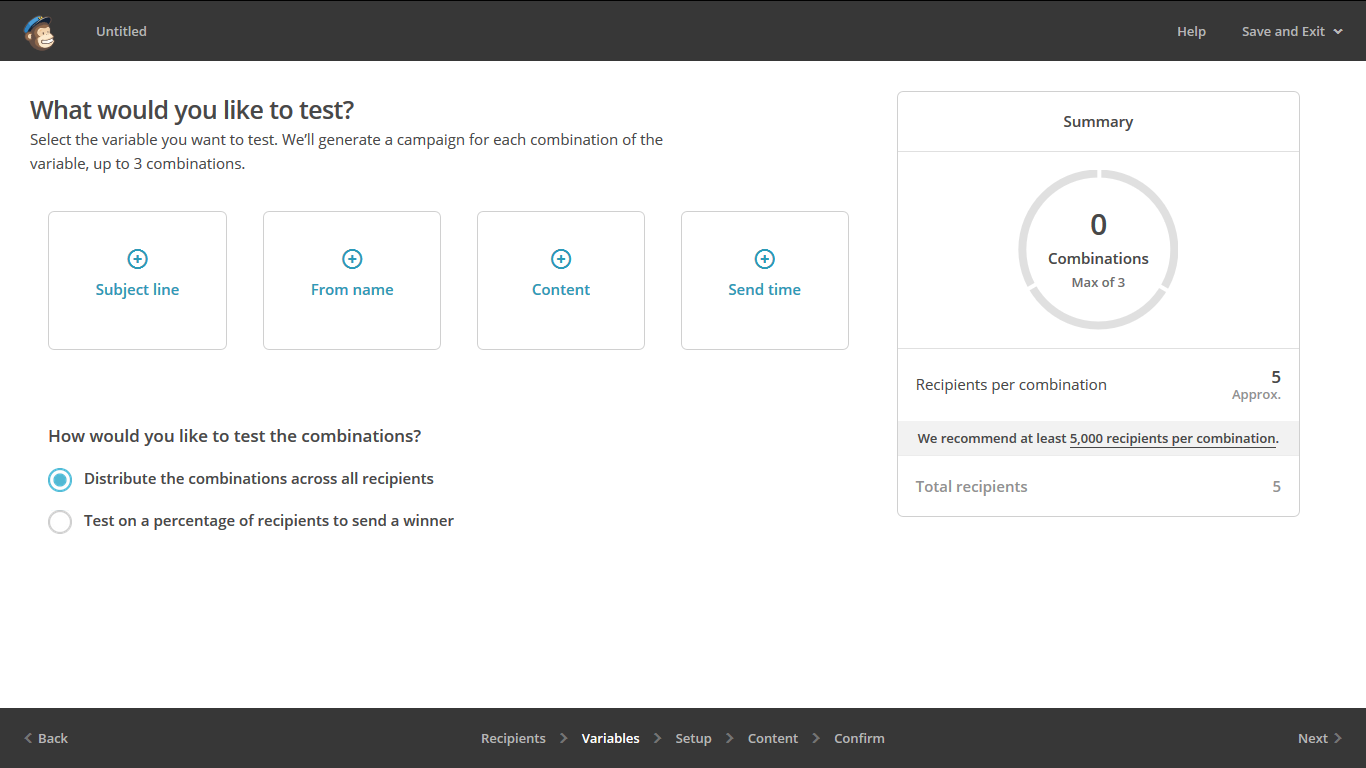 Untitled
Help
Save and Exit
What would you like to test?
Select the variable you want to test. We’ll generate a campaign for each combination of the
variable, up to 3 combinations.
Subject line
From name
Content
Send time
How would you like to test the combinations?
Distribute the combinations across all recipients
Test on a percentage of recipients to send a winner
Summary
0
Combinations
Max of 3
Recipients per combination
5
Approx.
We recommend at least 5,000 recipients per combination.
Total recipients
5
Back
Recipients
Variables
Setup
Content
Confirm
Next